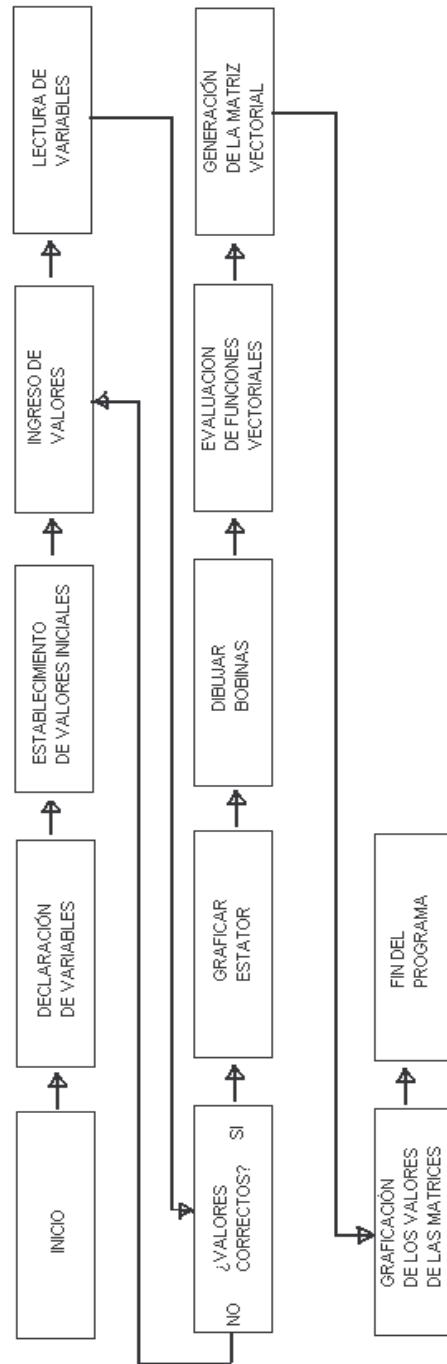 INICIO
DECLARACIÓN
DE VARIABLES
ESTABLECIMIENTO
DE VALORES INICIALES
INGRESO DE
VALORES
LECTURA DE
VARIABLES
¿VALORES
CORRECTOS?
NO
SI
GRAFICAR
ESTATOR
DIBUJAR
BOBINAS
EVALUACION
DE FUNCIONES
VECTORIALES
GENERACIÓN
DE LA MATRIZ
VECTORIAL
GRAFICACIÓN
DE LOS VALORES
DE LAS MATRICES
FIN DEL
PROGRAMA